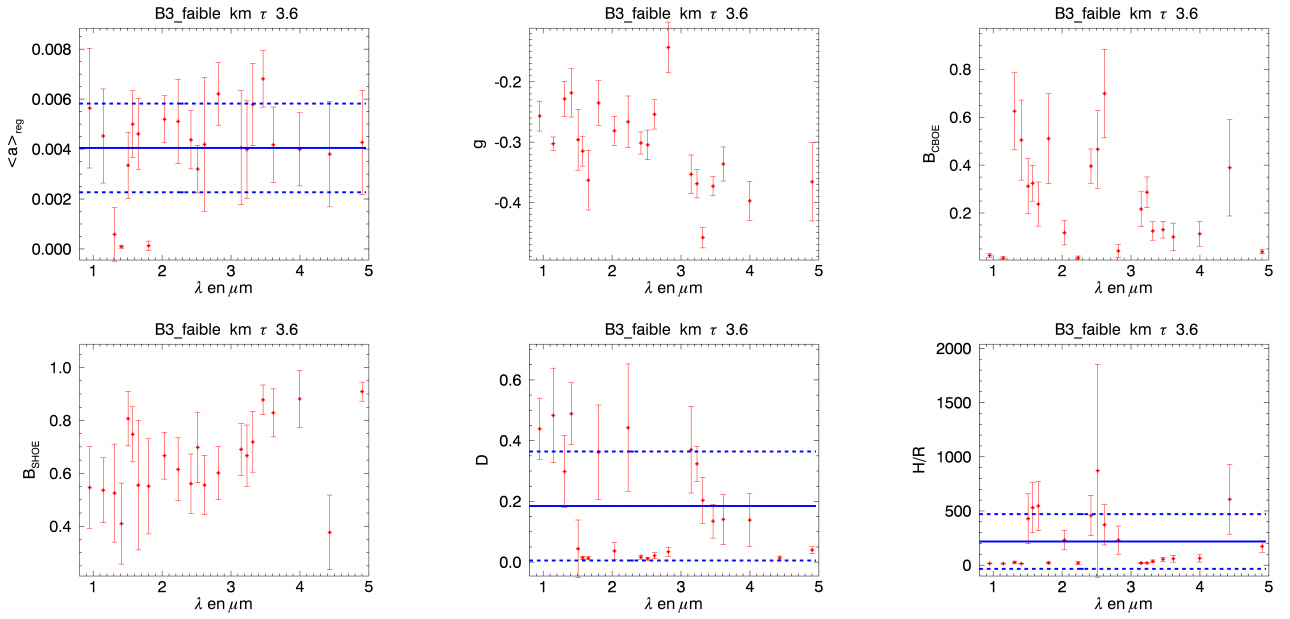 B3_faible km τ 3.6
<a>reg
0.008
0.006
0.004
0.002
0.000
1 2 3 4 5
λ en μm
B3_faible km τ 3.6
g
-0.2
-0.3
-0.4
1 2 3 4 5
λ en μm
B3_faible km τ 3.6
BCBOE
0.8
0.6
0.4
0.2
1 2 3 4 5
λ en μm
B3_faible km τ 3.6
BSHOE
1.0
0.8
0.6
0.4
1 2 3 4 5
λ en μm
B3_faible km τ 3.6
D
0.6
0.4
0.2
0.0
1 2 3 4 5
λ en μm
B3_faible km τ 3.6
H/R
2000
1500
1000
500
0
1 2 3 4 5
λ en μm